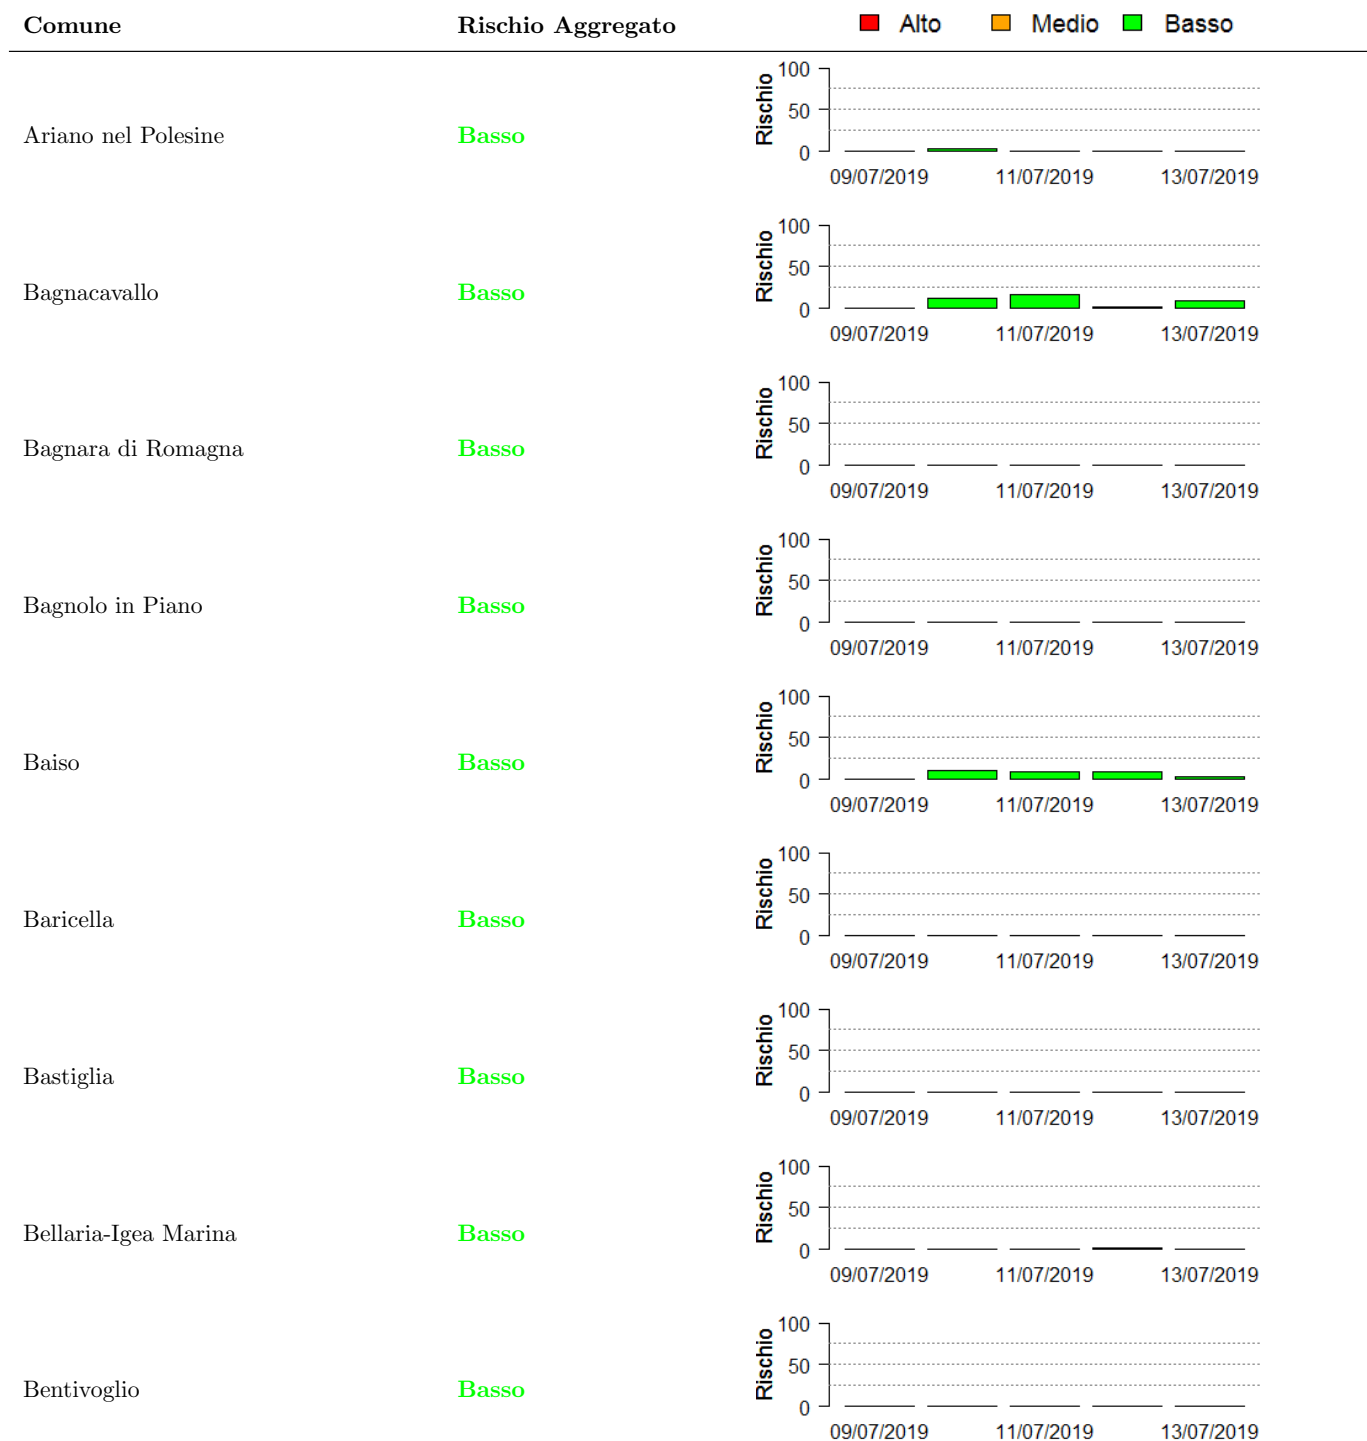 Comune Rischio Aggregato Alto Medio Basso
100
50
0
Rischio
Ariano nel Polesine Basso
09/07/2019 11/07/2019 13/07/2019
100
50
0
Rischio
Bagnacavallo Basso
09/07/2019 11/07/2019 13/07/2019
100
50
0
Rischio
Bagnara di Romagna Basso
09/07/2019 11/07/2019 13/07/2019
100
50
0
Rischio
Bagnolo in Piano Basso
09/07/2019 11/07/2019 13/07/2019
100
50
0
Rischio
Baiso Basso
09/07/2019 11/07/2019 13/07/2019
100
50
0
Rischio
Baricella Basso
09/07/2019 11/07/2019 13/07/2019
100
50
0
Rischio
Bastiglia Basso
09/07/2019 11/07/2019 13/07/2019
100
50
0
Rischio
Bellaria-Igea Marina Basso
09/07/2019 11/07/2019 13/07/2019
100
50
0
Rischio
Bentivoglio Basso
09/07/2019 11/07/2019 13/07/2019